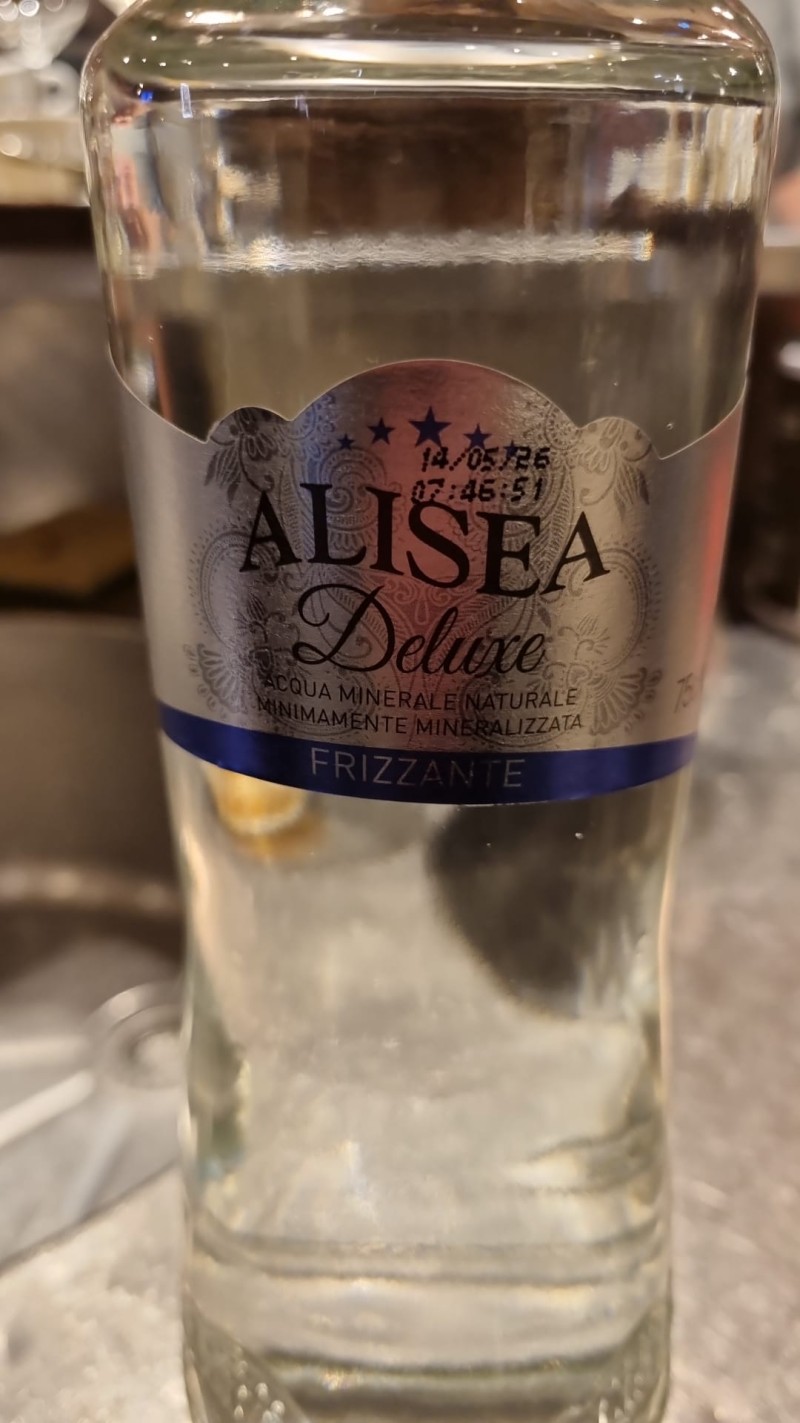 14/05/26
07:46:51
ALISEA
Deluxe
ACQUA MINERALE NATURALE
MINIMAMENTE MINERALIZZATA
FRIZZANTE